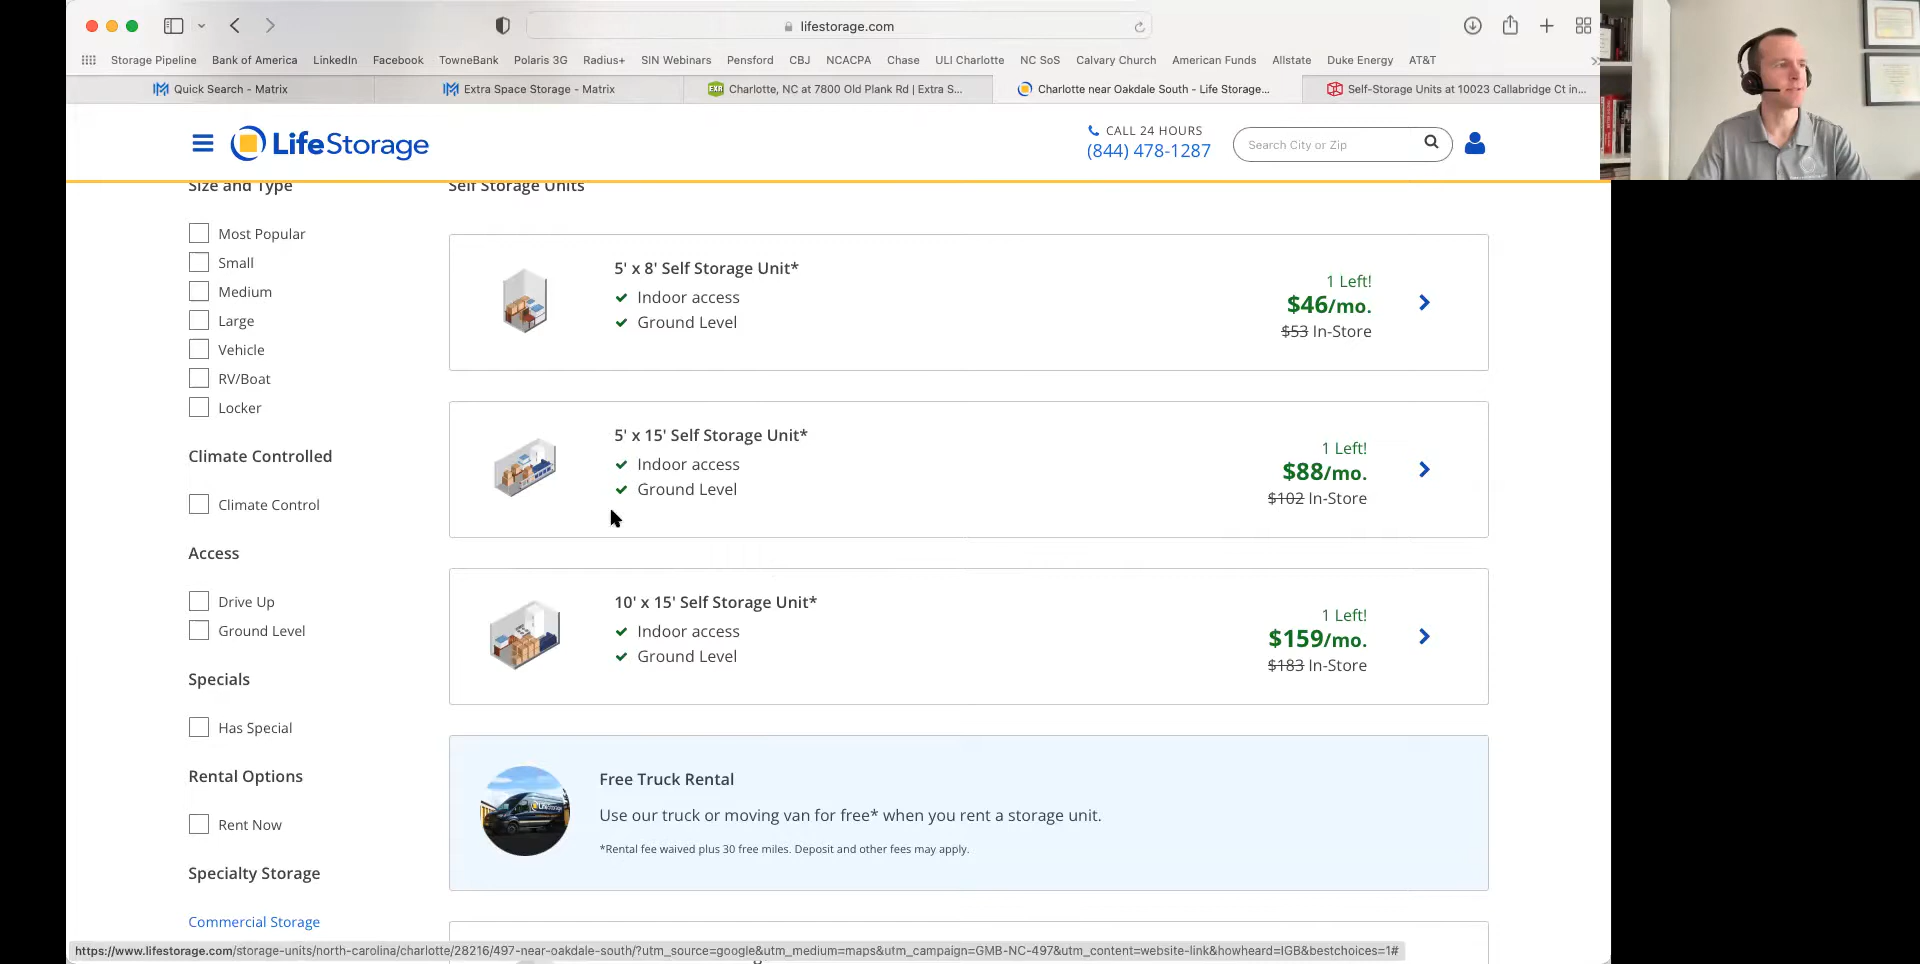 lifestorage.com
Storage Pipeline
Bank of America
LinkedIn
Facebook
TowneBank
Polaris 3G
Radius+
SIN Webinars
Pensford
CBJ
NCACPA
Chase
ULI Charlotte
NC SoS
Calvary Church
American Funds
Allstate
Duke Energy
AT&T
Quick Search - Matrix
Extra Space Storage - Matrix
EXR Charlotte, NC at 7800 Old Plank Rd | Extra S...
Charlotte near Oakdale South - Life Storage...
Self-Storage Units at 10023 Callabridge Ct in...
LifeStorage
CALL 24 HOURS
(844) 478-1287
Search City or Zip
Size and Type
Most Popular
Small
Medium
Large
Vehicle
RV/Boat
Locker
Climate Controlled
Climate Control
Access
Drive Up
Ground Level
Specials
Has Special
Rental Options
Rent Now
Specialty Storage
Commercial Storage
Self Storage Units
5' x 8' Self Storage Unit*
Indoor access
Ground Level
1 Left!
$46/mo.
$53 In-Store
5' x 15' Self Storage Unit*
Indoor access
Ground Level
1 Left!
$88/mo.
$102 In-Store
10' x 15' Self Storage Unit*
Indoor access
Ground Level
1 Left!
$159/mo.
$183 In-Store
Free Truck Rental
Use our truck or moving van for free* when you rent a storage unit.
*Rental fee waived plus 30 free miles. Deposit and other fees may apply.
https://www.lifestorage.com/storage-units/north-carolina/charlotte/28216/497-near-oakdale-south/?utm_source=google&utm_medium=maps&utm_campaign=GMB-NC-497&utm_content=website-link&howheard=IGB&bestchoices=1#